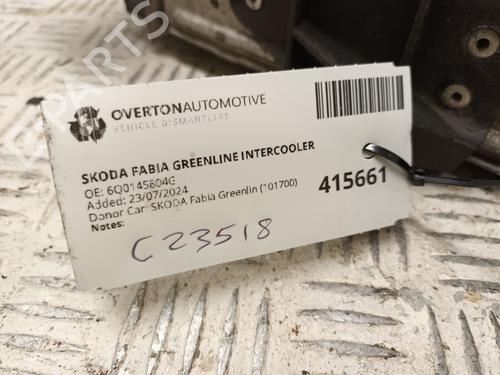 OVERTONAUTOMOTIVE
VEHICLE DISMANTLERS
SKODA FABIA GREENLINE INTERCOOLER
OE: 6Q0145804G
Added: 23/07/2024
Donor Car: SKODA Fabia Greenlin (101700)
Notes:
415661
C23518